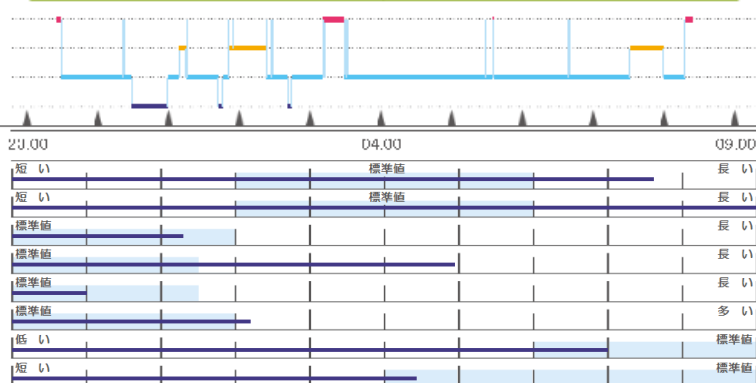 23:00 04:00 09:00
短 い 標準値 長 い
短 い 標準値 長 い
標準値 長 い
標準値 長 い
標準値 長 い
標準値 多 い
低 い 標準値
短 い 標準値